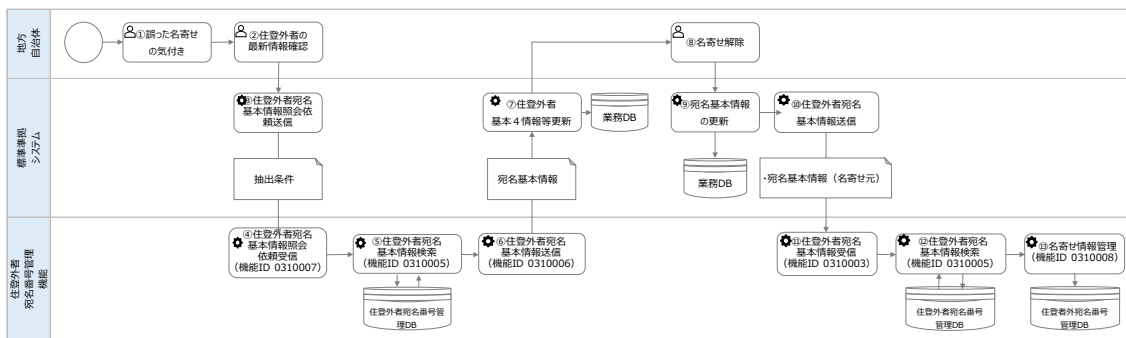 地方
自治体
①誤った名寄せ
の気付き
②住登外者の
最新情報確認
⑧名寄せ解除
標準準拠
システム
③住登外者宛名
基本情報照会依
頼送信
抽出条件
⑦住登外者
基本４情報等更新
業務DB
宛名基本情報
⑨宛名基本情報
の更新
業務DB
⑩住登外者宛名
基本情報送信
・宛名基本情報（名寄せ元）
住登外者
宛名番号管理
機能
④住登外者宛名
基本情報照会
依頼受信
（機能ID 0310007）
⑤住登外者宛名
基本情報検索
（機能ID 0310005）
住登外者宛名番号管
理DB
⑥住登外者宛名
基本情報送信
（機能ID 0310006）
⑪住登外者宛名
基本情報受信
（機能ID 0310003）
⑫住登外者宛名
基本情報検索
（機能ID 0310005）
住登外者宛名番号
管理DB
⑬名寄せ情報管理
（機能ID 0310008）
住登者外宛名番号
管理DB